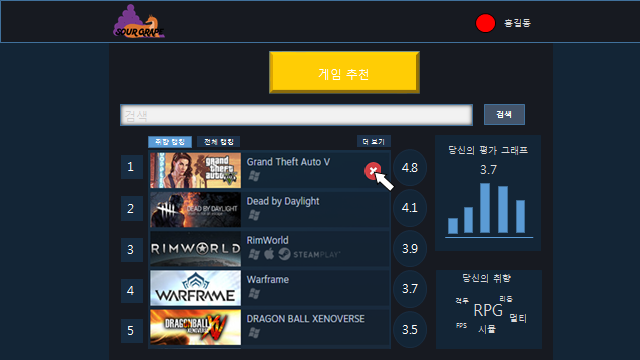 SOUR GRAPE
홍길동
게임 추천
검색
검색
취향 랭킹
전체 랭킹
더 보기
1
grand theft auto
Grand Theft Auto V
4.8
2
DEAD BY DAYLIGHT
Dead by Daylight
4.1
3
RIMWORLD
RimWorld
STEAMPLAY
3.9
4
WARFRAME
Warframe
3.7
5
DRAGONBALL XENOVERSE
DRAGON BALL XENOVERSE
3.5
당신의 평가 그래프
3.7
당신의 취향
격투
RPG
리듬
멀티
FPS
시뮬